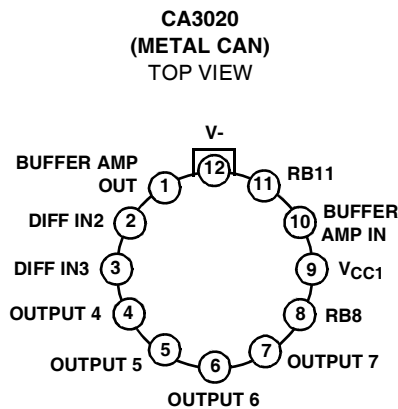 CA3020
(METAL CAN)
TOP VIEW
V-
BUFFER AMP
OUT
1
12
11
RB11
DIFF IN2
2
10
BUFFER
AMP IN
DIFF IN3
3
9
VCC1
OUTPUT 4
4
8
RB8
OUTPUT 5
5
6
7
OUTPUT 7
OUTPUT 6